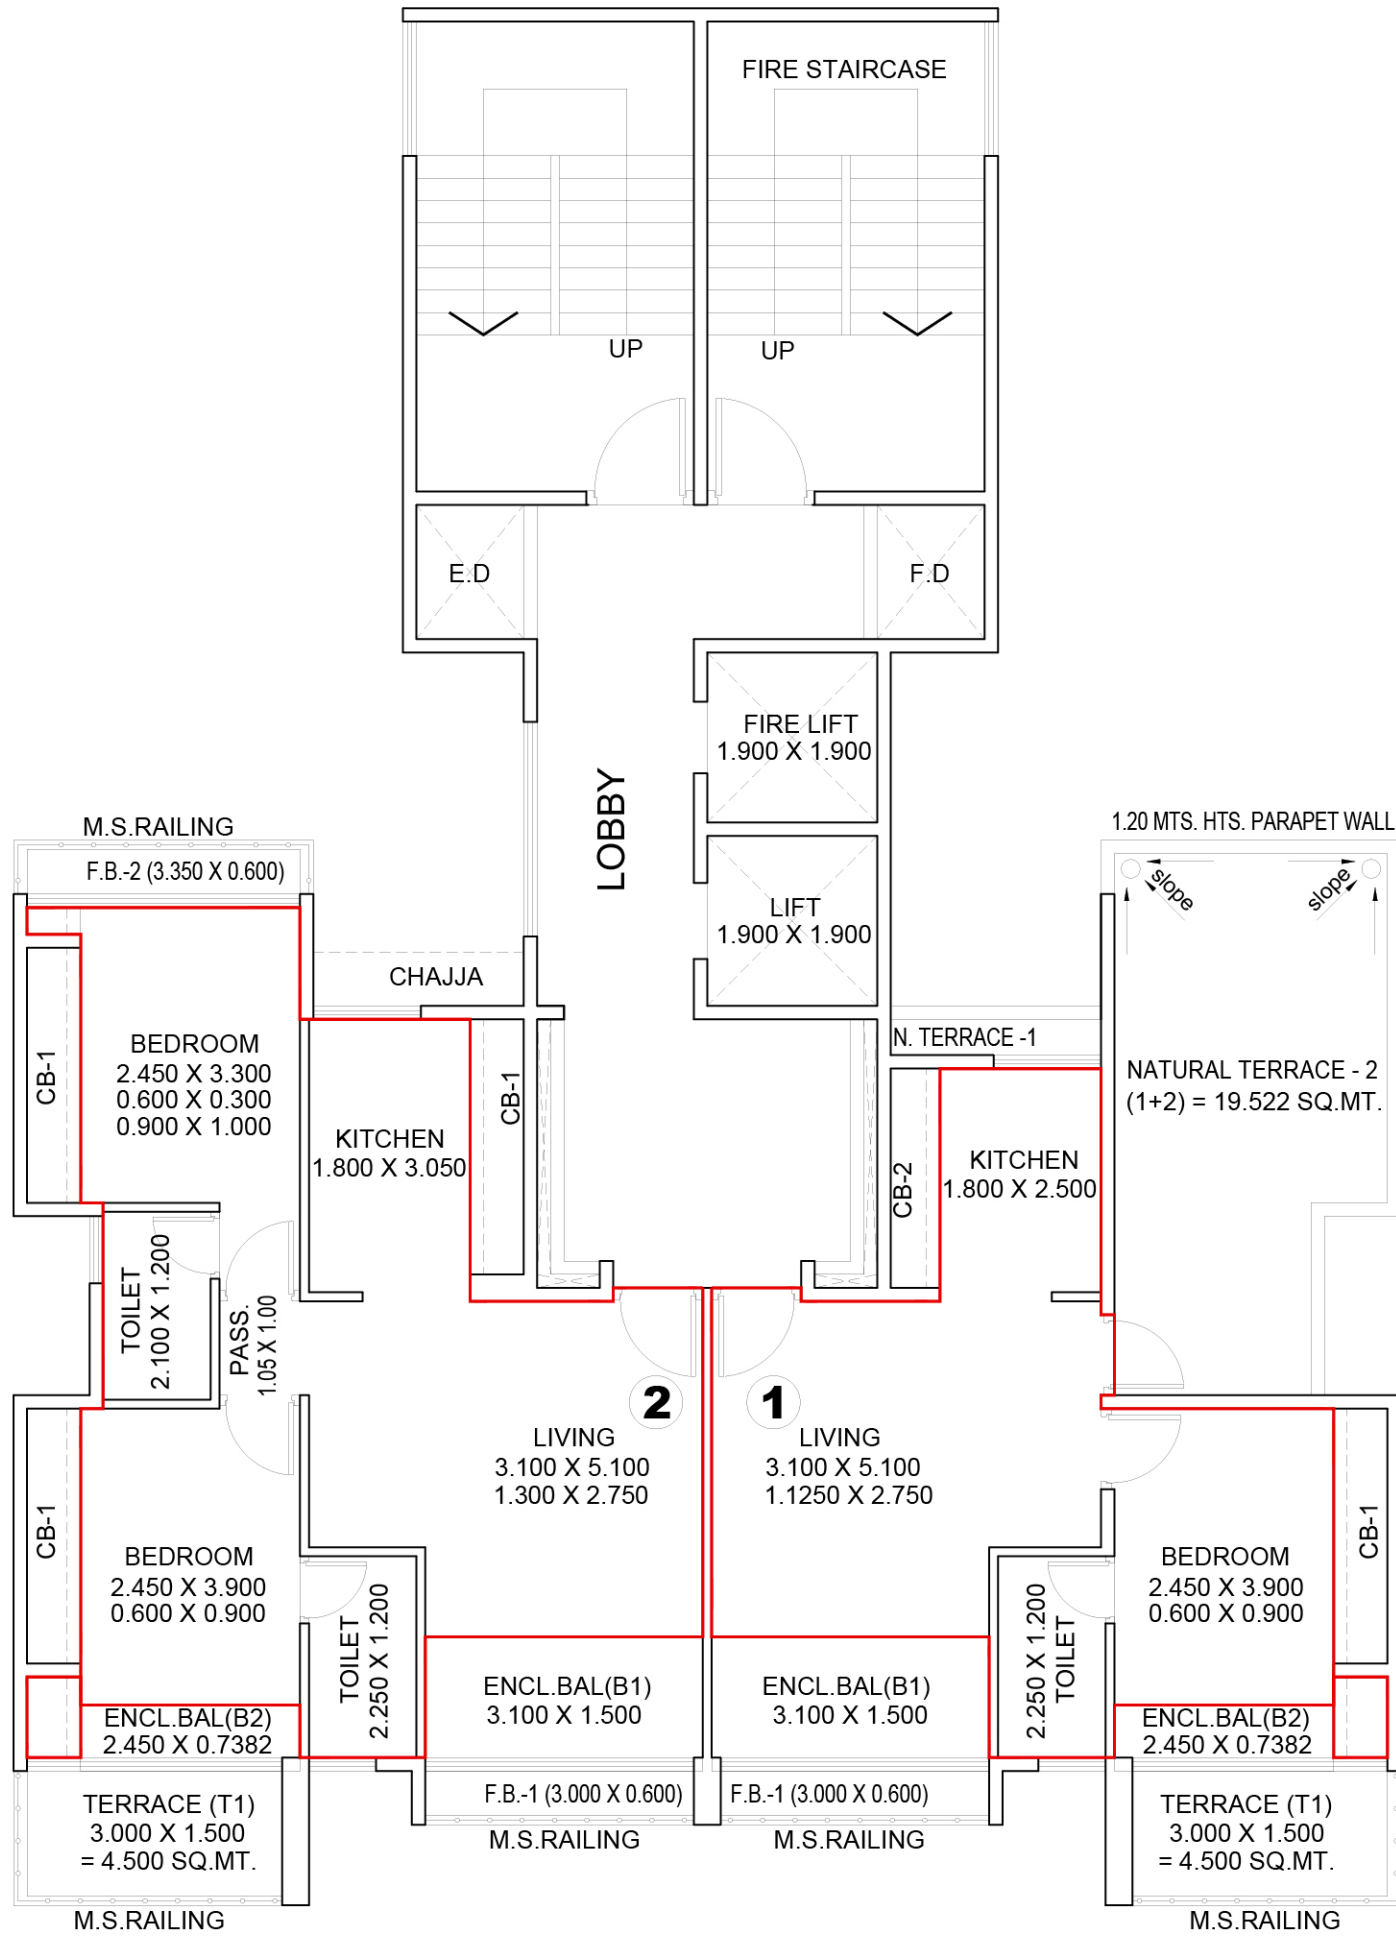 FIRE STAIRCASE
UP
UP
E.D
F.D
FIRE LIFT
1.900 X 1.900
LOBBY
LIFT
1.900 X 1.900
M.S.RAILING
F.B.-2 (3.350 X 0.600)
1.20 MTS. HTS. PARAPET WALL
slope
slope
CHAJJA
N. TERRACE -1
NATURAL TERRACE - 2
(1+2) = 19.522 SQ.MT.
CB-1
BEDROOM
2.450 X 3.300
0.600 X 0.300
0.900 X 1.000
KITCHEN
1.800 X 3.050
CB-1
CB-2
KITCHEN
1.800 X 2.500
TOILET
2.100 X 1.200
PASS.
1.05 X 1.00
2
1
LIVING
3.100 X 5.100
1.300 X 2.750
LIVING
3.100 X 5.100
1.1250 X 2.750
CB-1
BEDROOM
2.450 X 3.900
0.600 X 0.900
TOILET
2.250 X 1.200
2.250 X 1.200
TOILET
BEDROOM
2.450 X 3.900
0.600 X 0.900
CB-1
ENCL.BAL(B2)
2.450 X 0.7382
ENCL.BAL(B1)
3.100 X 1.500
ENCL.BAL(B1)
3.100 X 1.500
ENCL.BAL(B2)
2.450 X 0.7382
F.B.-1 (3.000 X 0.600)
F.B.-1 (3.000 X 0.600)
TERRACE (T1)
3.000 X 1.500
= 4.500 SQ.MT.
M.S.RAILING
M.S.RAILING
TERRACE (T1)
3.000 X 1.500
= 4.500 SQ.MT.
M.S.RAILING
M.S.RAILING